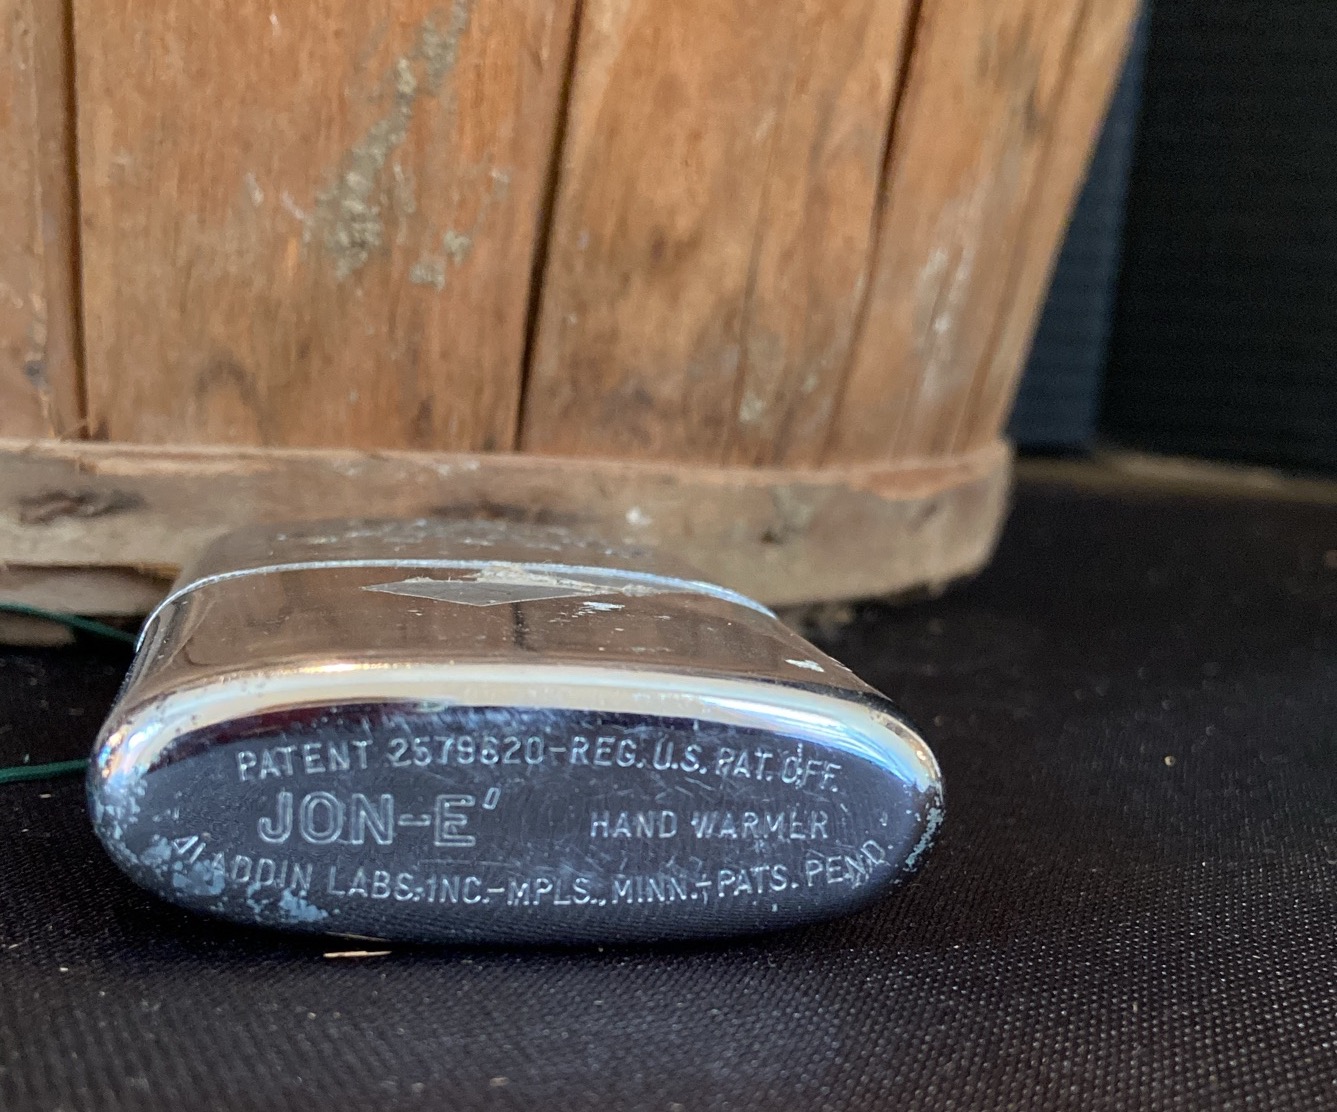 PATENT 2579620-REG. U.S. PAT. OFF.
JON-E' HAND WARMER
ALADDIN LABS. INC.-MPLS., MINN.-PATS. PEND.